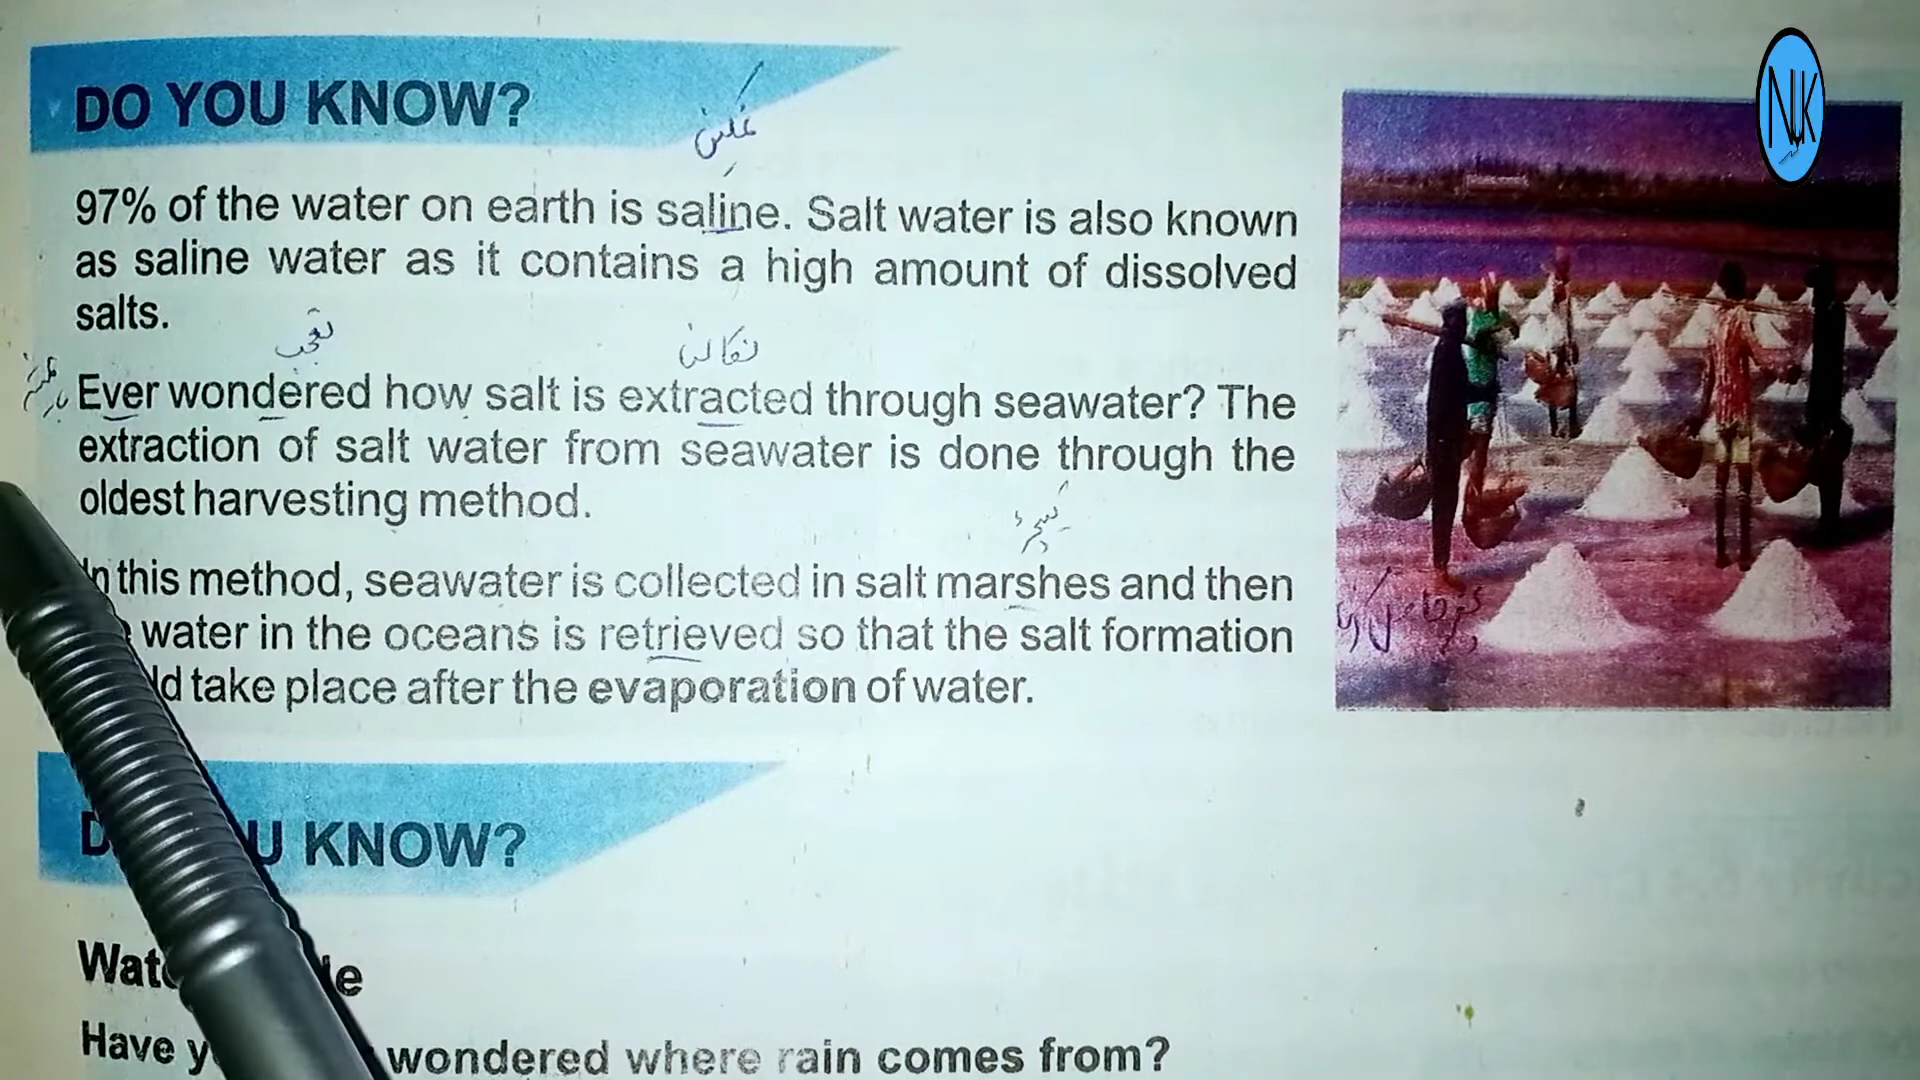 DO YOU KNOW?
نمکین
97% of the water on earth is saline. Salt water is also known
as saline water as it contains a high amount of dissolved
salts.
تعجب
نکالنا
Ever wondered how salt is extracted through seawater? The
extraction of salt water from seawater is done through the
oldest harvesting method.
In this method, seawater is collected in salt marshes and then
water in the oceans is retrieved so that the salt formation
take place after the evaporation of water.
KNOW?
Have wondered where rain comes from?
NK